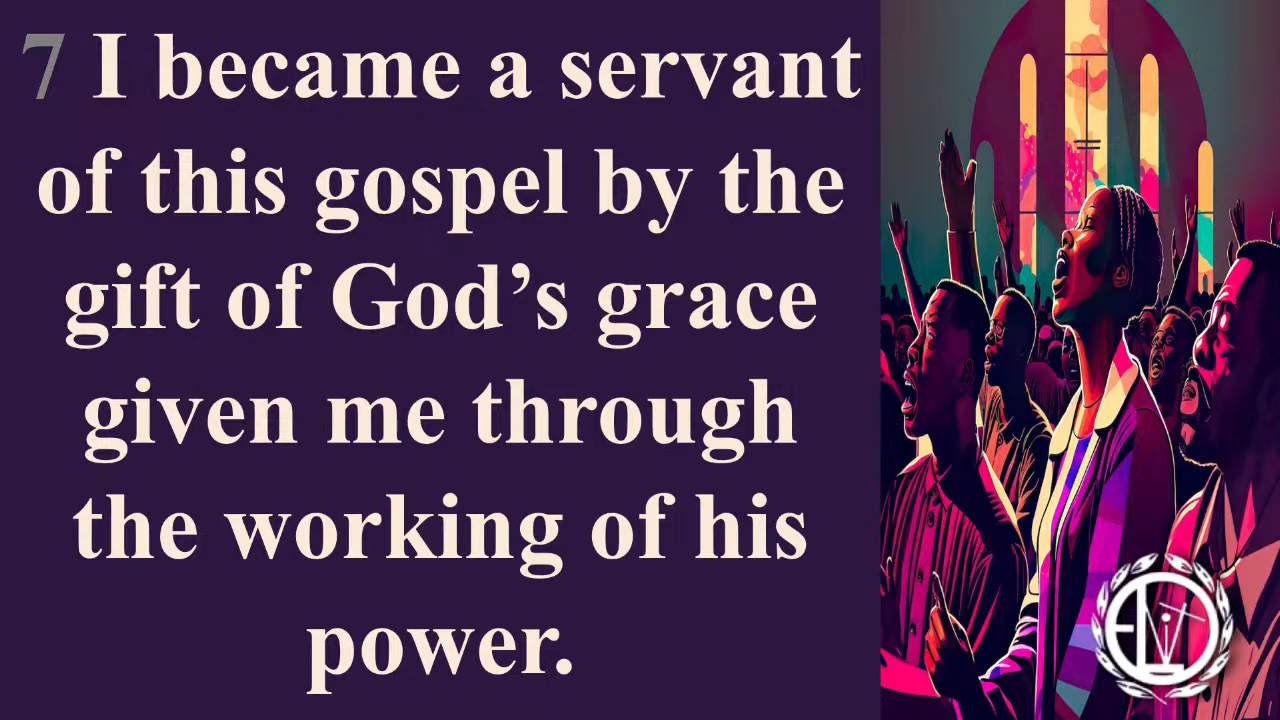 7 I became a servant
of this gospel by the
gift of God’s grace
given me through
the working of his
power.